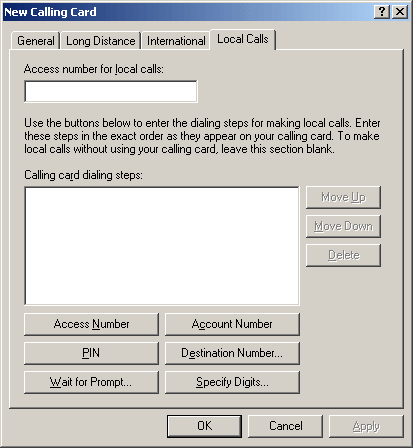 New Calling Card
General Long Distance International Local Calls
Access number for local calls:
Use the buttons below to enter the dialing steps for making local calls. Enter
these steps in the exact order as they appear on your calling card. To make
local calls without using your calling card, leave this section blank.
Calling card dialing steps:
Move Up
Move Down
Delete
Access Number Account Number
PIN Destination Number...
Wait for Prompt... Specify Digits...
OK Cancel Apply